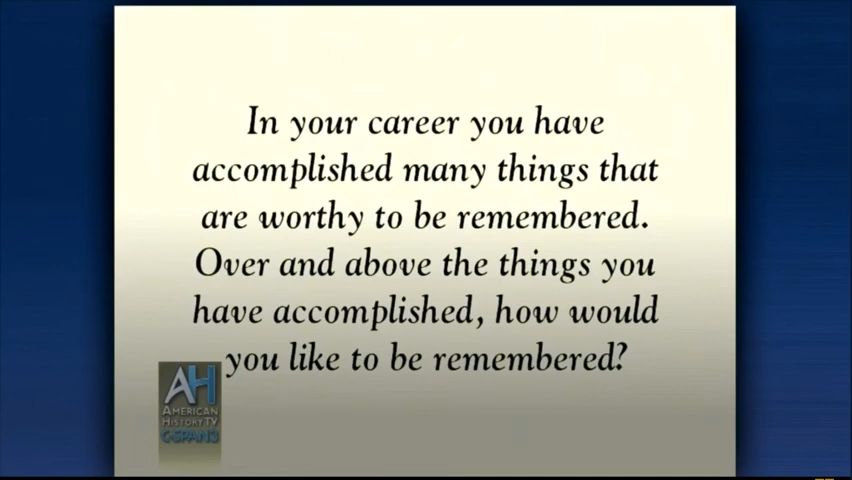 In your career you have
accomplished many things that
are worthy to be remembered.
Over and above the things you
have accomplished, how would
you like to be remembered?
AH
AMERICAN
HISTORY TV
C-SPAN3